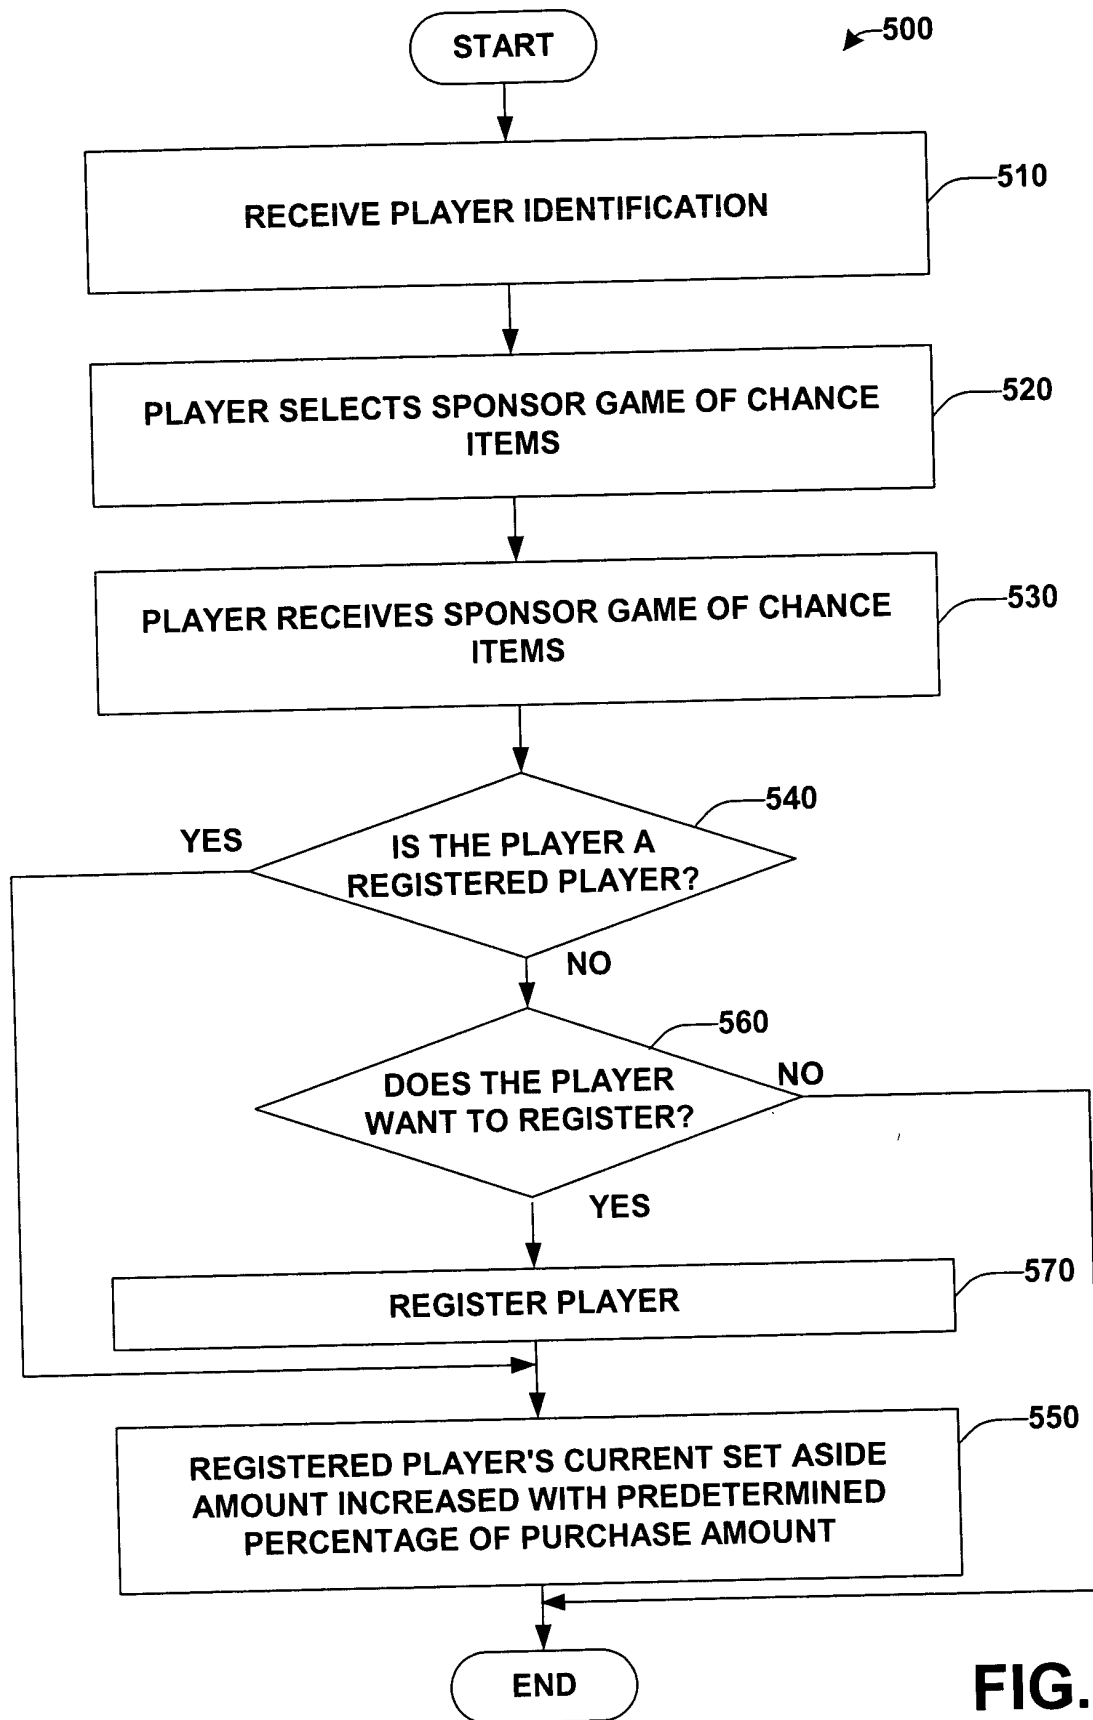 START
500
RECEIVE PLAYER IDENTIFICATION
510
PLAYER SELECTS SPONSOR GAME OF CHANCE
ITEMS
520
PLAYER RECEIVES SPONSOR GAME OF CHANCE
ITEMS
530
540
YES
IS THE PLAYER A
REGISTERED PLAYER?
NO
560
DOES THE PLAYER
WANT TO REGISTER?
NO
YES
570
REGISTER PLAYER
550
REGISTERED PLAYER'S CURRENT SET ASIDE
AMOUNT INCREASED WITH PREDETERMINED
PERCENTAGE OF PURCHASE AMOUNT
END
FIG.